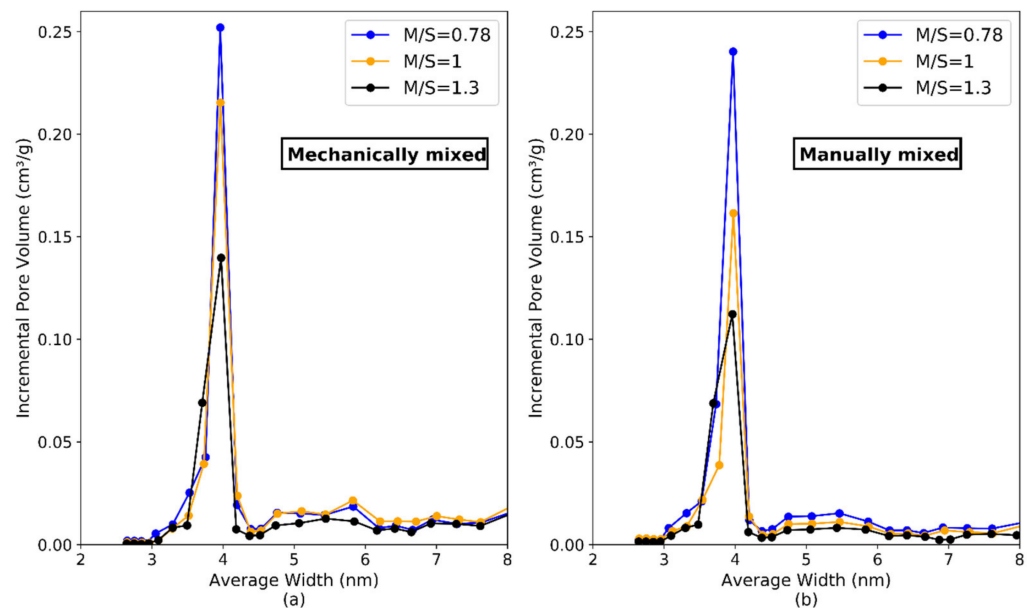 0.25
0.20
0.15
0.10
0.05
0.00
Incremental Pore Volume (cm³/g)
M/S=0.78
M/S=1
M/S=1.3
Mechanically mixed
2 3 4 5 6 7 8
Average Width (nm)
(a)
0.25
0.20
0.15
0.10
0.05
0.00
Incremental Pore Volume (cm³/g)
M/S=0.78
M/S=1
M/S=1.3
Manually mixed
2 3 4 5 6 7 8
Average Width (nm)
(b)